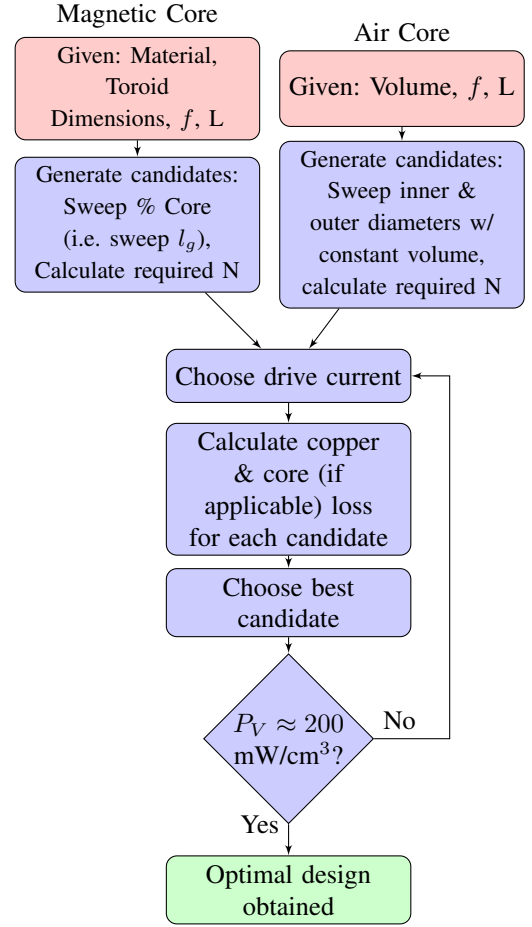 Magnetic Core
Given: Material,
Toroid
Dimensions, f, L
Generate candidates:
Sweep % Core
(i.e. sweep l_g),
Calculate required N
Air Core
Given: Volume, f, L
Generate candidates:
Sweep inner &
outer diameters w/
constant volume,
calculate required N
Choose drive current
Calculate copper
& core (if
applicable) loss
for each candidate
Choose best
candidate
P_V ≈ 200
mW/cm³?
No
Yes
Optimal design
obtained